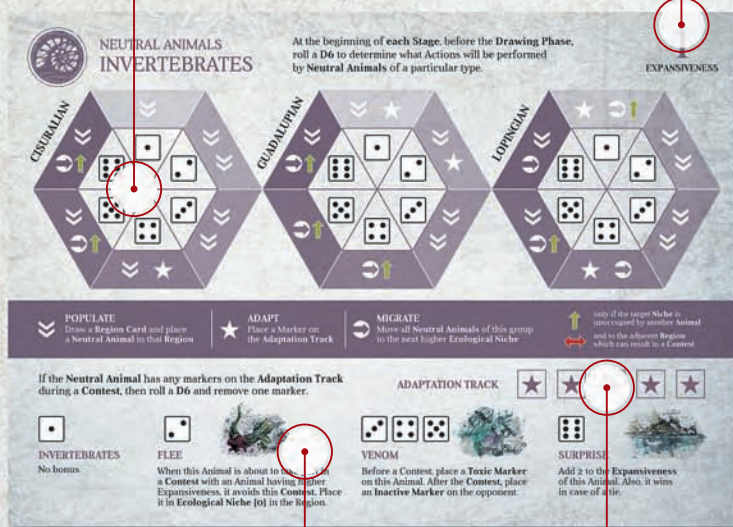 NEUTRAL ANIMALS
INVERTEBRATES
At the beginning of each Stage, before the Drawing Phase,
roll a D6 to determine what Actions will be performed
by Neutral Animals of a particular type.
EXPANSIVENESS
CISURALIAN
GUADALUPIAN
LOPINGIAN
POPULATE
Draw a Region Card and place
a Neutral Animal in that Region
ADAPT
Place a Marker on
the Adaptation Track
MIGRATE
Move all Neutral Animals of this group
to the next higher Ecological Niche
only if the target Niche is
unoccupied by another Animal
and to the adjacent Region
which can result in a Contest
If the Neutral Animal has any markers on the Adaptation Track
during a Contest, then roll a D6 and remove one marker.
ADAPTATION TRACK
INVERTEBRATES
No bonus.
FLEE
When this Animal is about to in
a Contest with an Animal having higher
Expansiveness, it avoids this Contest. Place
it in Ecological Niche [0] in the Region.
VENOM
Before a Contest, place a Toxic Marker
on this Animal. After the Contest, place
an Inactive Marker on the opponent.
SURPRISE
Add 2 to the Expansiveness
of this Animal. Also, it wins
in case of a tie.